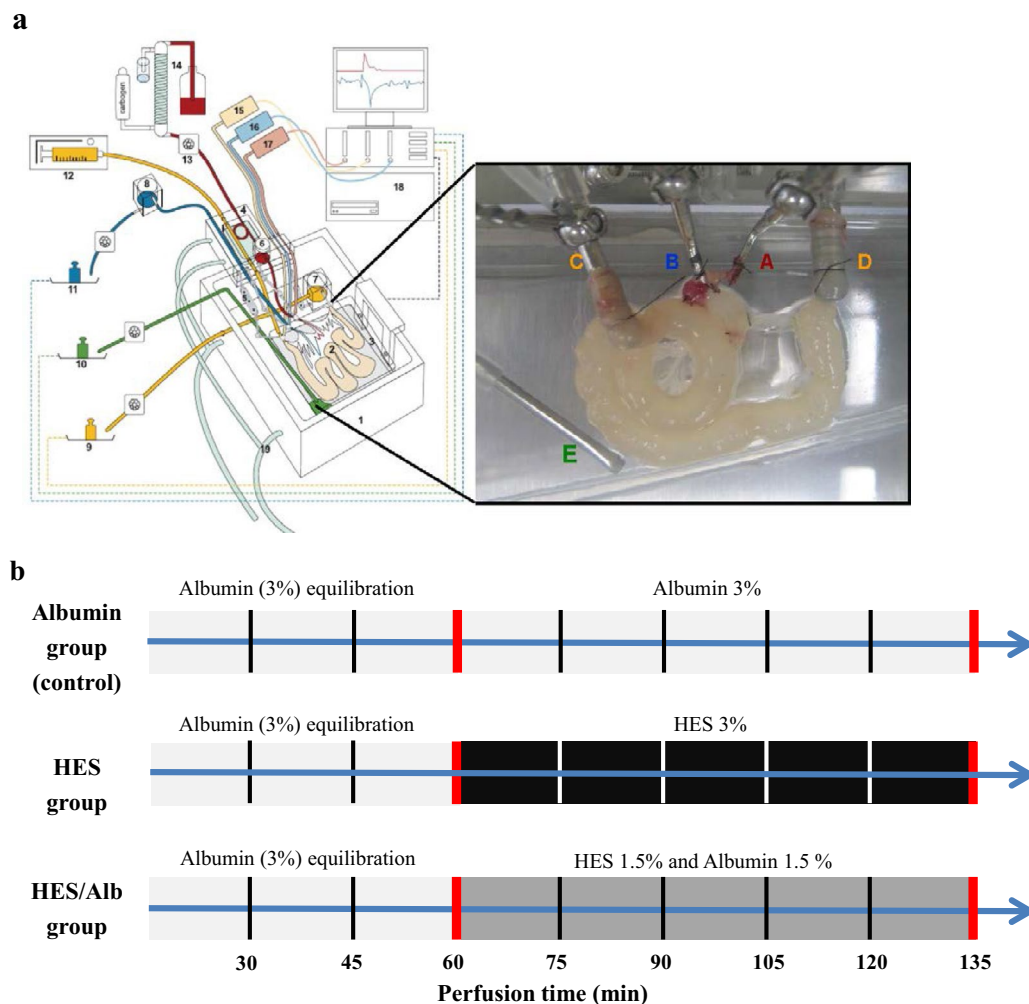 a
14
carbogen
13
15
16
17
18
12
8
11
10
9
4
6
5
7
2
3
1
19
C B A D
E
b
Albumin (3%) equilibration Albumin 3%
Albumin
group
(control)
Albumin (3%) equilibration HES 3%
HES
group
Albumin (3%) equilibration HES 1.5% and Albumin 1.5 %
HES/Alb
group
30 45 60 75 90 105 120 135
Perfusion time (min)